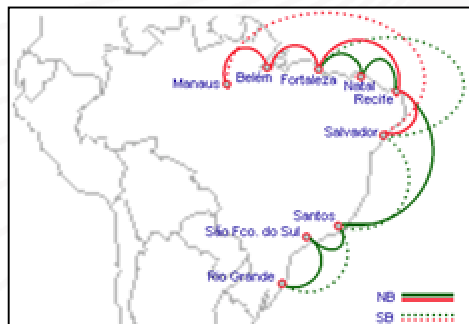 Manaus
Belém
Fortaleza
Natal
Recife
Salvador
Santos
São Fco. do Sul
Rio Grande
NB
SB